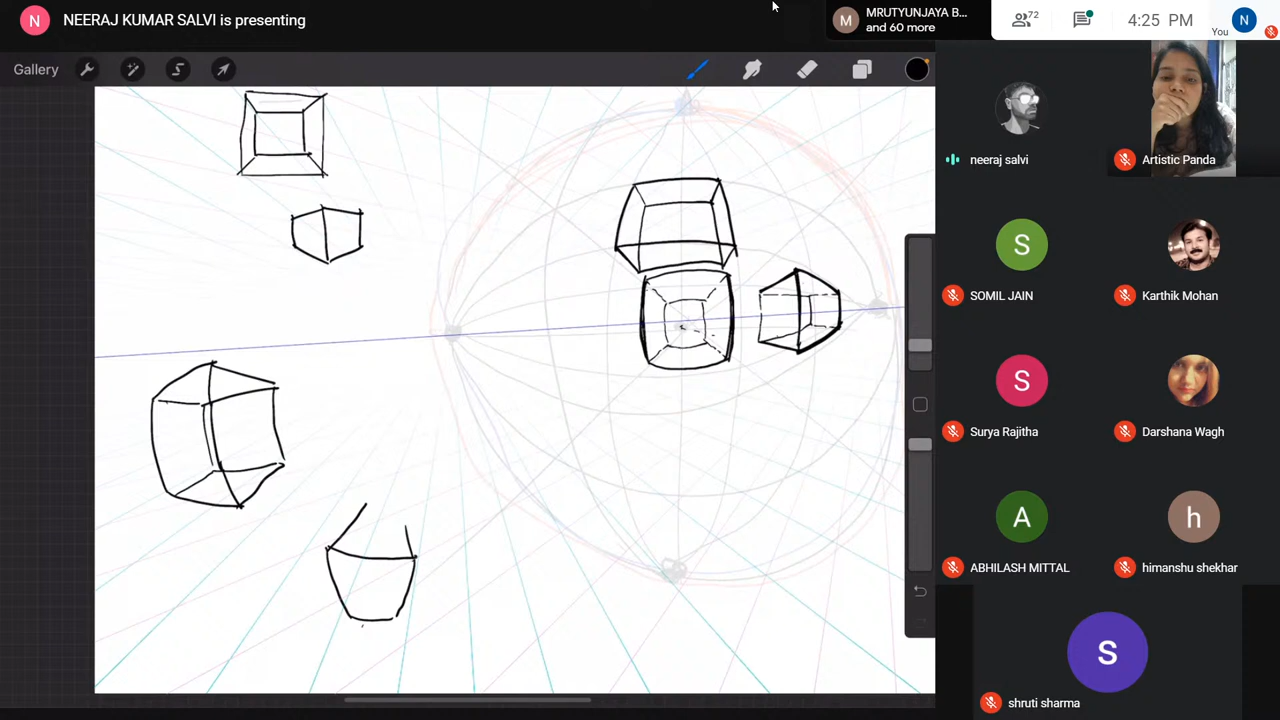 N NEERAJ KUMAR SALVI is presenting
M MRUTYUNJAYA B...
and 60 more
72
4:25 PM
N
You
Gallery
neeraj salvi
Artistic Panda
S
SOMIL JAIN
Karthik Mohan
S
Surya Rajitha
Darshana Wagh
A
ABHILASH MITTAL
h
himanshu shekhar
S
shruti sharma